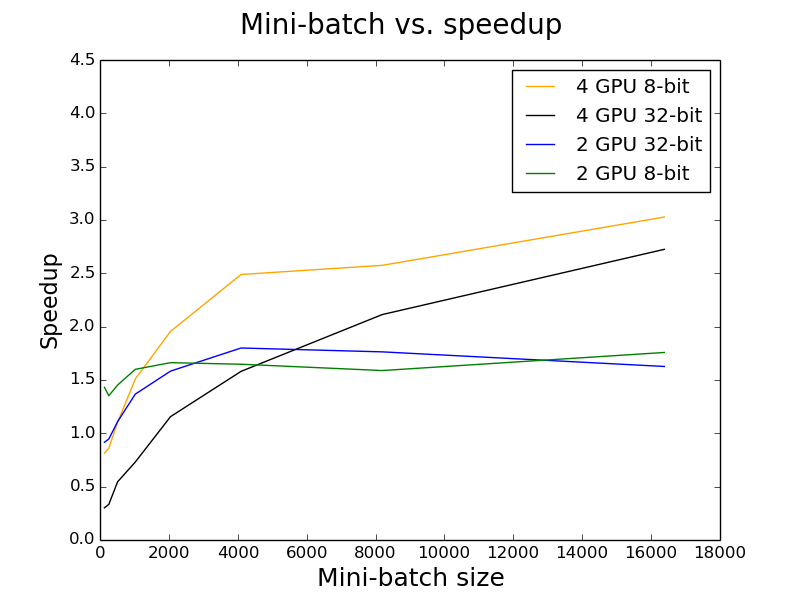 Mini-batch vs. speedup
4.5
4.0
3.5
3.0
2.5
2.0
1.5
1.0
0.5
0.0
Speedup
4 GPU 8-bit
4 GPU 32-bit
2 GPU 32-bit
2 GPU 8-bit
0 2000 4000 6000 8000 10000 12000 14000 16000 18000
Mini-batch size